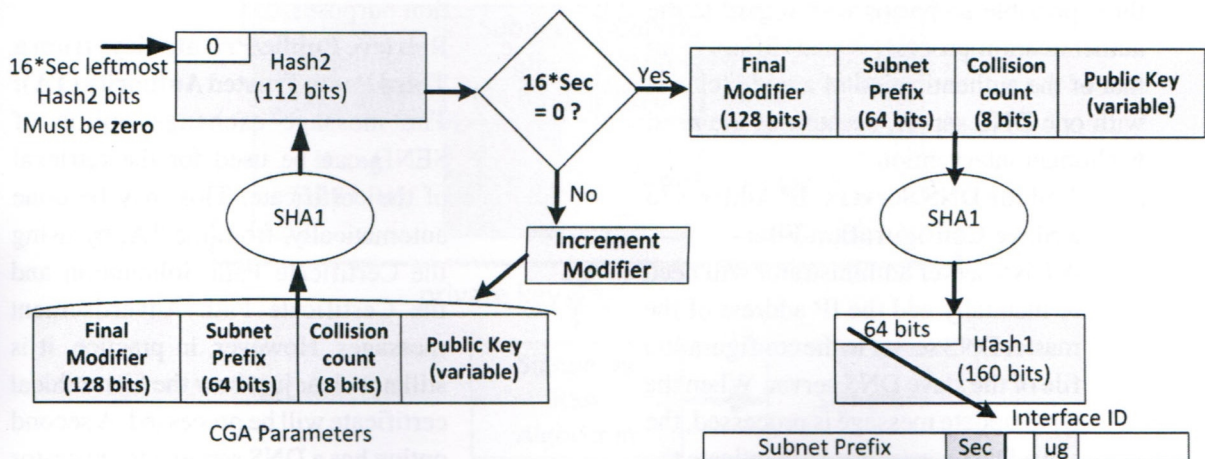 0
16*Sec leftmost
Hash2 bits
Must be zero
Hash2
(112 bits)
16*Sec
= 0 ?
Yes
No
Increment
Modifier
SHA1
Final
Modifier
(128 bits)
Subnet
Prefix
(64 bits)
Collision
count
(8 bits)
Public Key
(variable)
CGA Parameters
Final
Modifier
(128 bits)
Subnet
Prefix
(64 bits)
Collision
count
(8 bits)
Public Key
(variable)
SHA1
64 bits
Hash1
(160 bits)
Interface ID
Subnet Prefix
Sec
ug